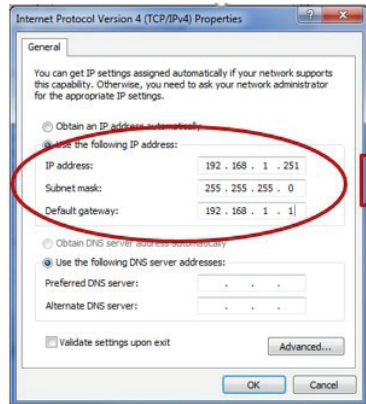 Internet Protocol Version 4 (TCP/IPv4) Properties
General
You can get IP settings assigned automatically if your network supports
this capability. Otherwise, you need to ask your network administrator
for the appropriate IP settings.
Obtain an IP address automatically
Use the following IP address:
IP address: 192 . 168 . 1 . 251
Subnet mask: 255 . 255 . 255 . 0
Default gateway: 192 . 168 . 1 . 1
Obtain DNS server address automatically
Use the following DNS server addresses:
Preferred DNS server: . . .
Alternate DNS server: . . .
Validate settings upon exit
Advanced...
OK Cancel